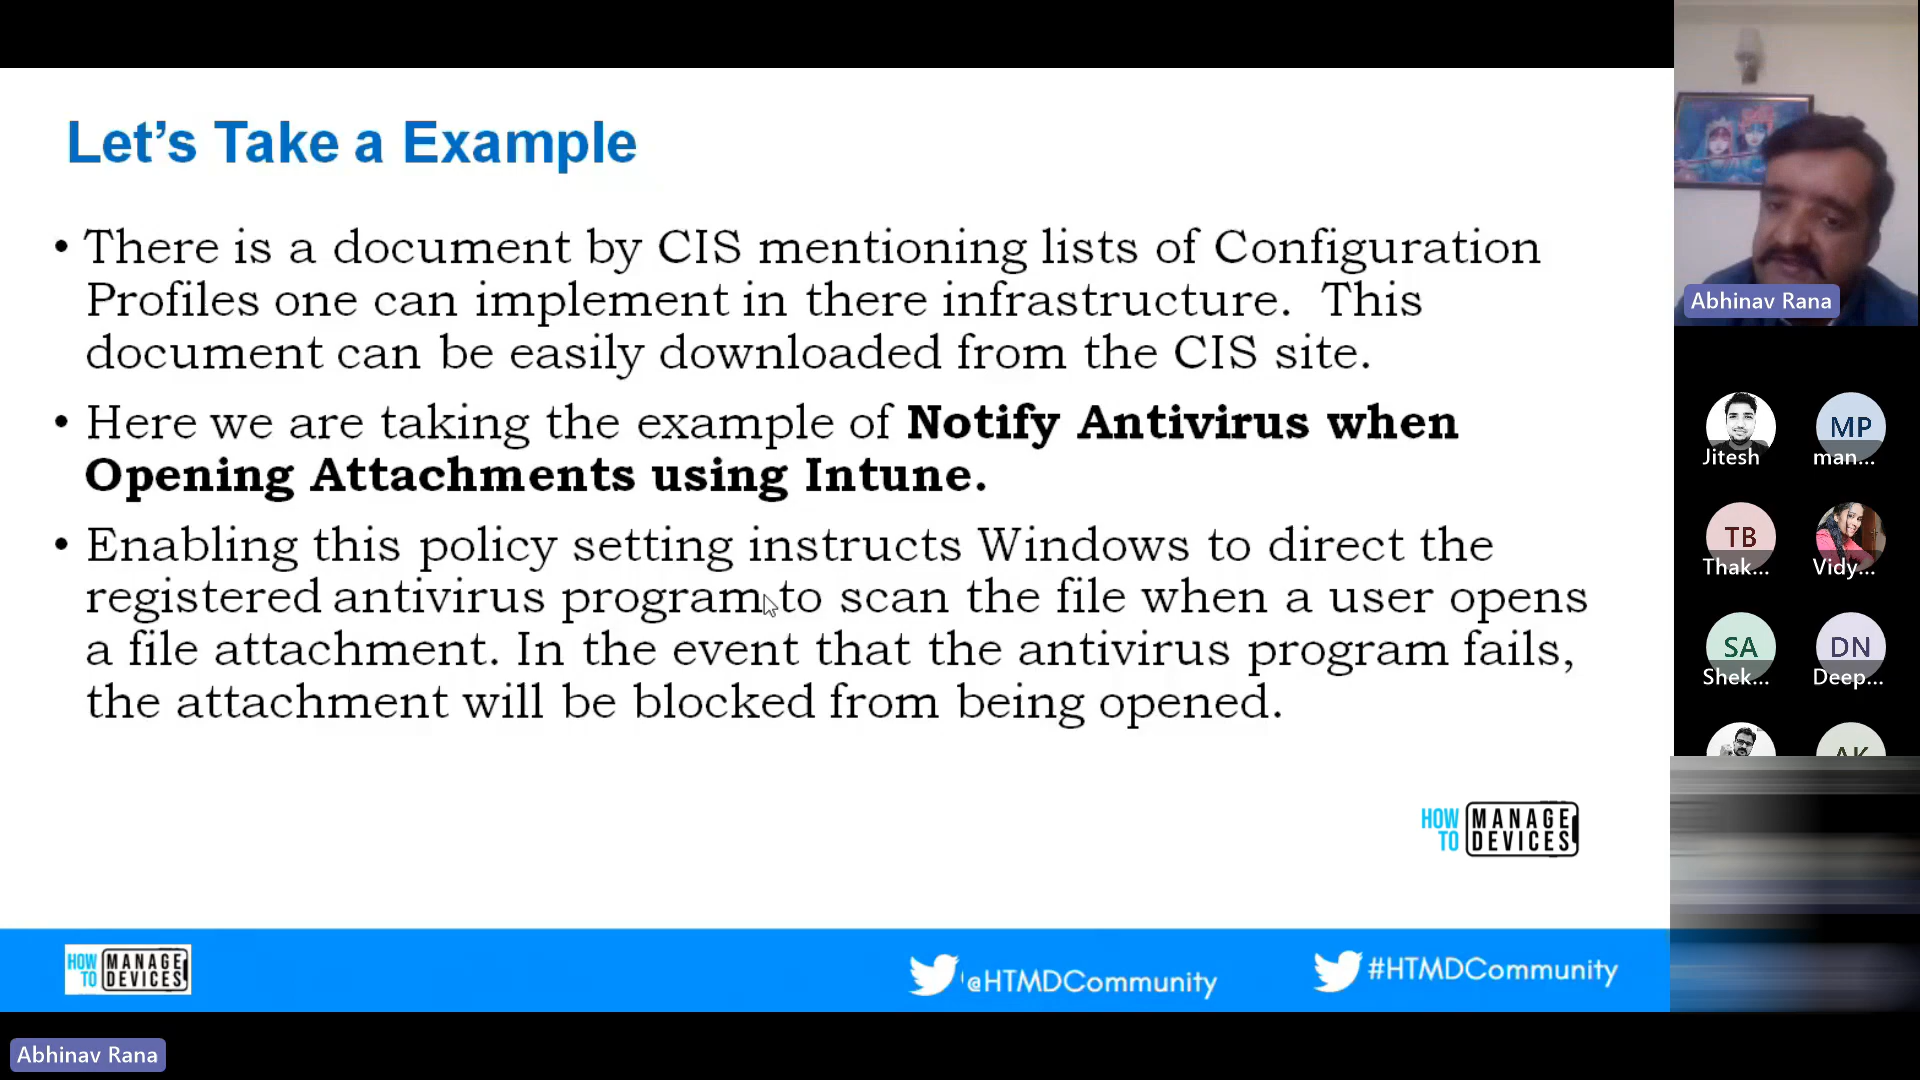 Let’s Take a Example
• There is a document by CIS mentioning lists of Configuration
Profiles one can implement in there infrastructure.  This
document can be easily downloaded from the CIS site.
• Here we are taking the example of Notify Antivirus when
Opening Attachments using Intune.
• Enabling this policy setting instructs Windows to direct the
registered antivirus program to scan the file when a user opens
a file attachment. In the event that the antivirus program fails,
the attachment will be blocked from being opened.
HOW TO MANAGE DEVICES
HOW TO MANAGE DEVICES
@HTMDCommunity
#HTMDCommunity
Abhinav Rana
Abhinav Rana
MP
Jitesh
man...
TB
Thak...
Vidy...
SA
DN
Shek...
Deep...
AK